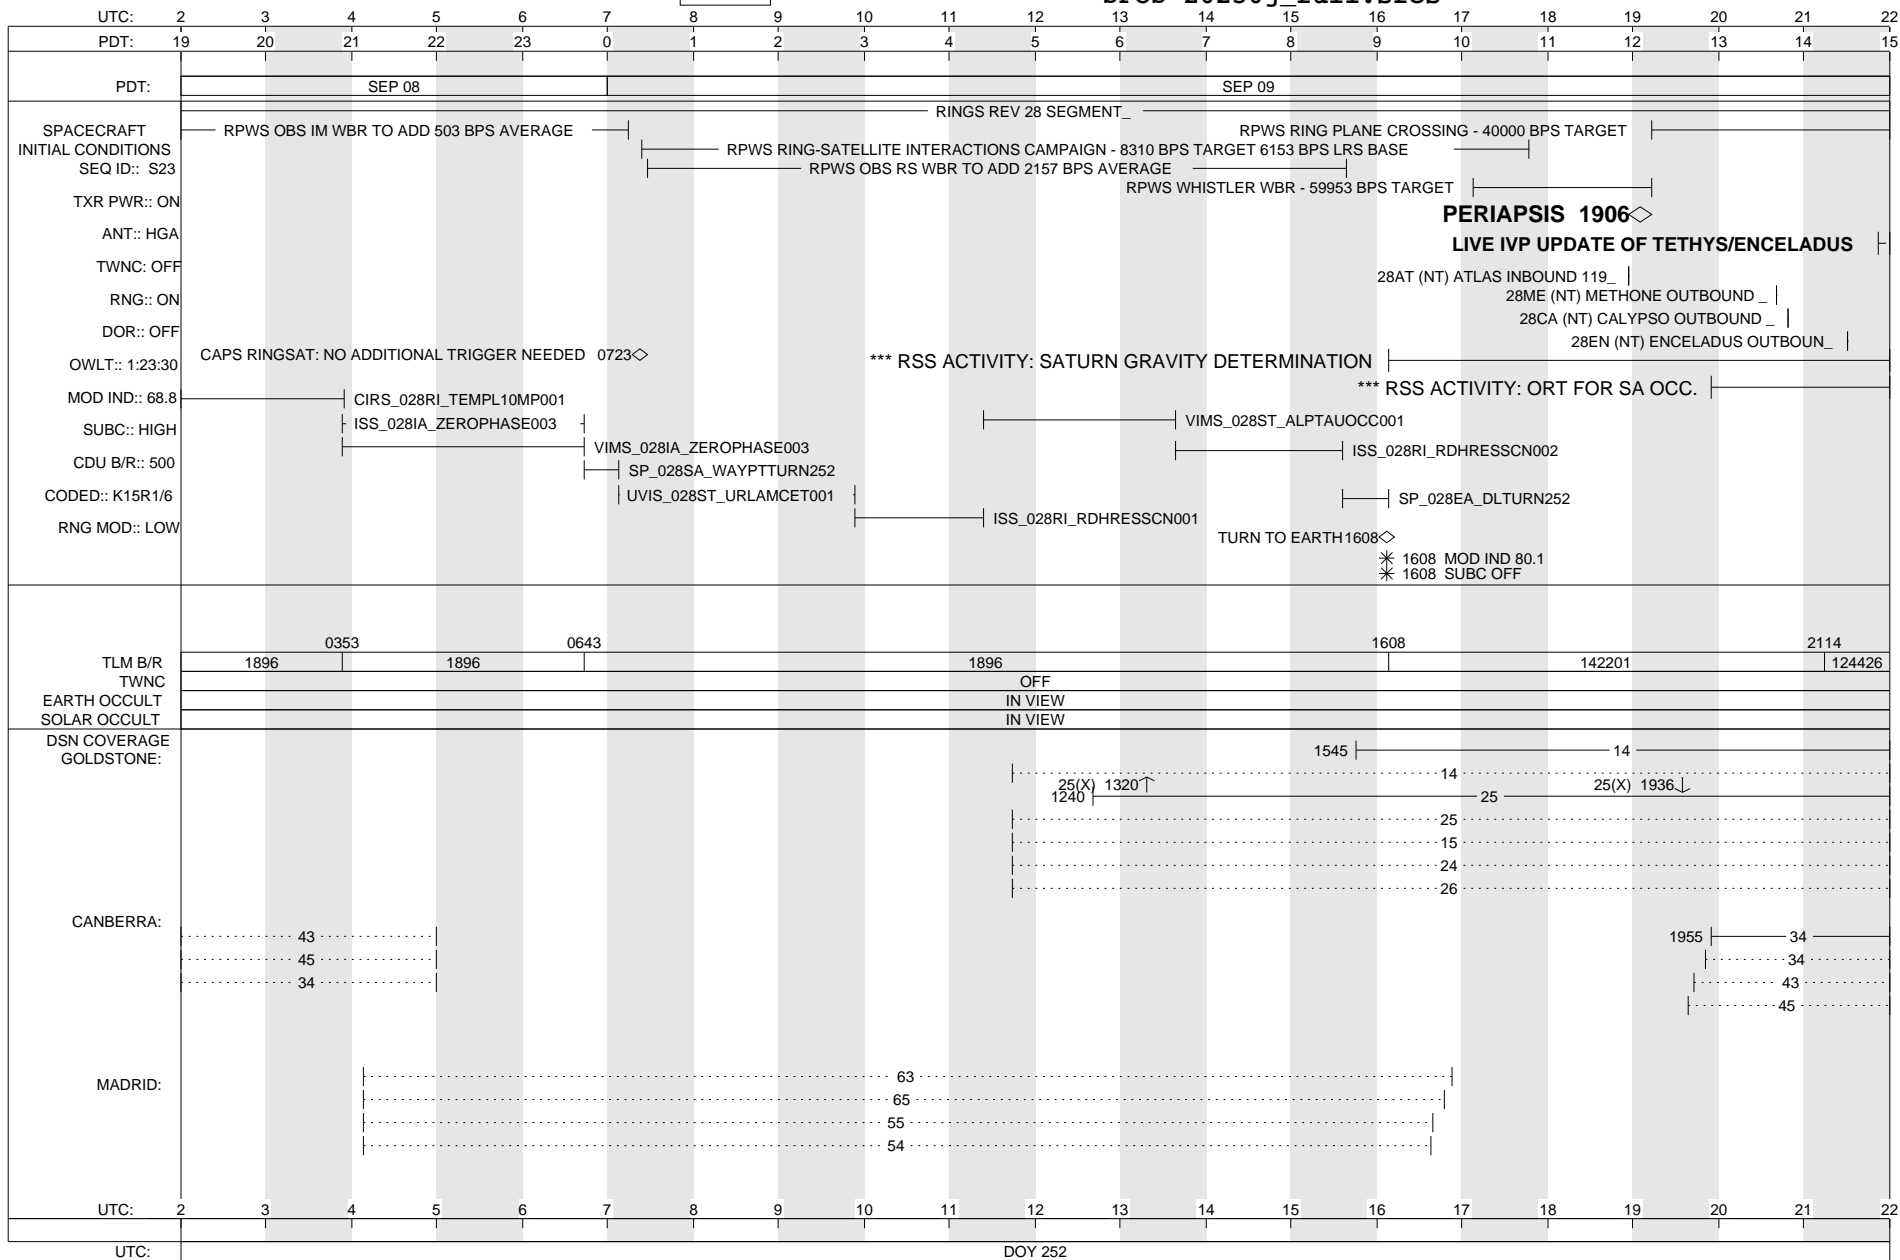 UTC: 2 3 4 5 6 7 8 9 10 11 12 13 14 15 16 17 18 19 20 21 22
PDT: 19 20 21 22 23 0 1 2 3 4 5 6 7 8 9 10 11 12 13 14 15
PDT: SEP 08 SEP 09
RINGS REV 28 SEGMENT_
SPACECRAFT RPWS OBS IM WBR TO ADD 503 BPS AVERAGE RPWS RING PLANE CROSSING - 40000 BPS TARGET
INITIAL CONDITIONS RPWS RING-SATELLITE INTERACTIONS CAMPAIGN - 8310 BPS TARGET 6153 BPS LRS BASE
SEQ ID:: S23 RPWS OBS RS WBR TO ADD 2157 BPS AVERAGE
RPWS WHISTLER WBR - 59953 BPS TARGET
TXR PWR:: ON
PERIAPSIS 1906
ANT:: HGA
LIVE IVP UPDATE OF TETHYS/ENCELADUS
TWNC: OFF
28AT (NT) ATLAS INBOUND 119_
RNG:: ON 28ME (NT) METHONE OUTBOUND _
28CA (NT) CALYPSO OUTBOUND _
DOR:: OFF
28EN (NT) ENCELADUS OUTBOUN_
CAPS RINGSAT: NO ADDITIONAL TRIGGER NEEDED 0723
OWLT:: 1:23:30 *** RSS ACTIVITY: SATURN GRAVITY DETERMINATION
*** RSS ACTIVITY: ORT FOR SA OCC.
MOD IND:: 68.8 CIRS_028RI_TEMPL10MP001
ISS_028IA_ZEROPHASE003 VIMS_028ST_ALPTAUOCC001
SUBC:: HIGH
VIMS_028IA_ZEROPHASE003 ISS_028RI_RDHRESSCN002
CDU B/R:: 500 SP_028SA_WAYPTTURN252
CODED:: K15R1/6 UVIS_028ST_URLAMCET001 SP_028EA_DLTURN252
RNG MOD:: LOW ISS_028RI_RDHRESSCN001
TURN TO EARTH 1608
1608 MOD IND 80.1
1608 SUBC OFF
0353 0643 1608 2114
TLM B/R 1896 1896 1896 142201 124426
TWNC OFF
EARTH OCCULT IN VIEW
SOLAR OCCULT IN VIEW
DSN COVERAGE
GOLDSTONE: 1545 14
14
25(X) 1320 25(X) 1936
1240 25
25
15
24
26
CANBERRA:
43 1955 34
45 34
34 43
45
MADRID: 63
65
55
54
UTC: 2 3 4 5 6 7 8 9 10 11 12 13 14 15 16 17 18 19 20 21 22
UTC: DOY 252